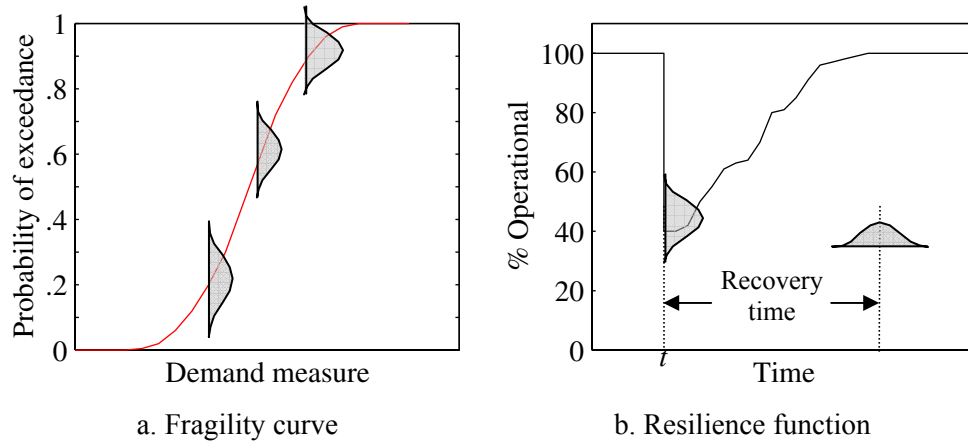 Probability of exceedance
1
.8
.6
.4
.2
0
Demand measure
a. Fragility curve
% Operational
100
80
60
40
20
0
Recovery
time
t
Time
b. Resilience function